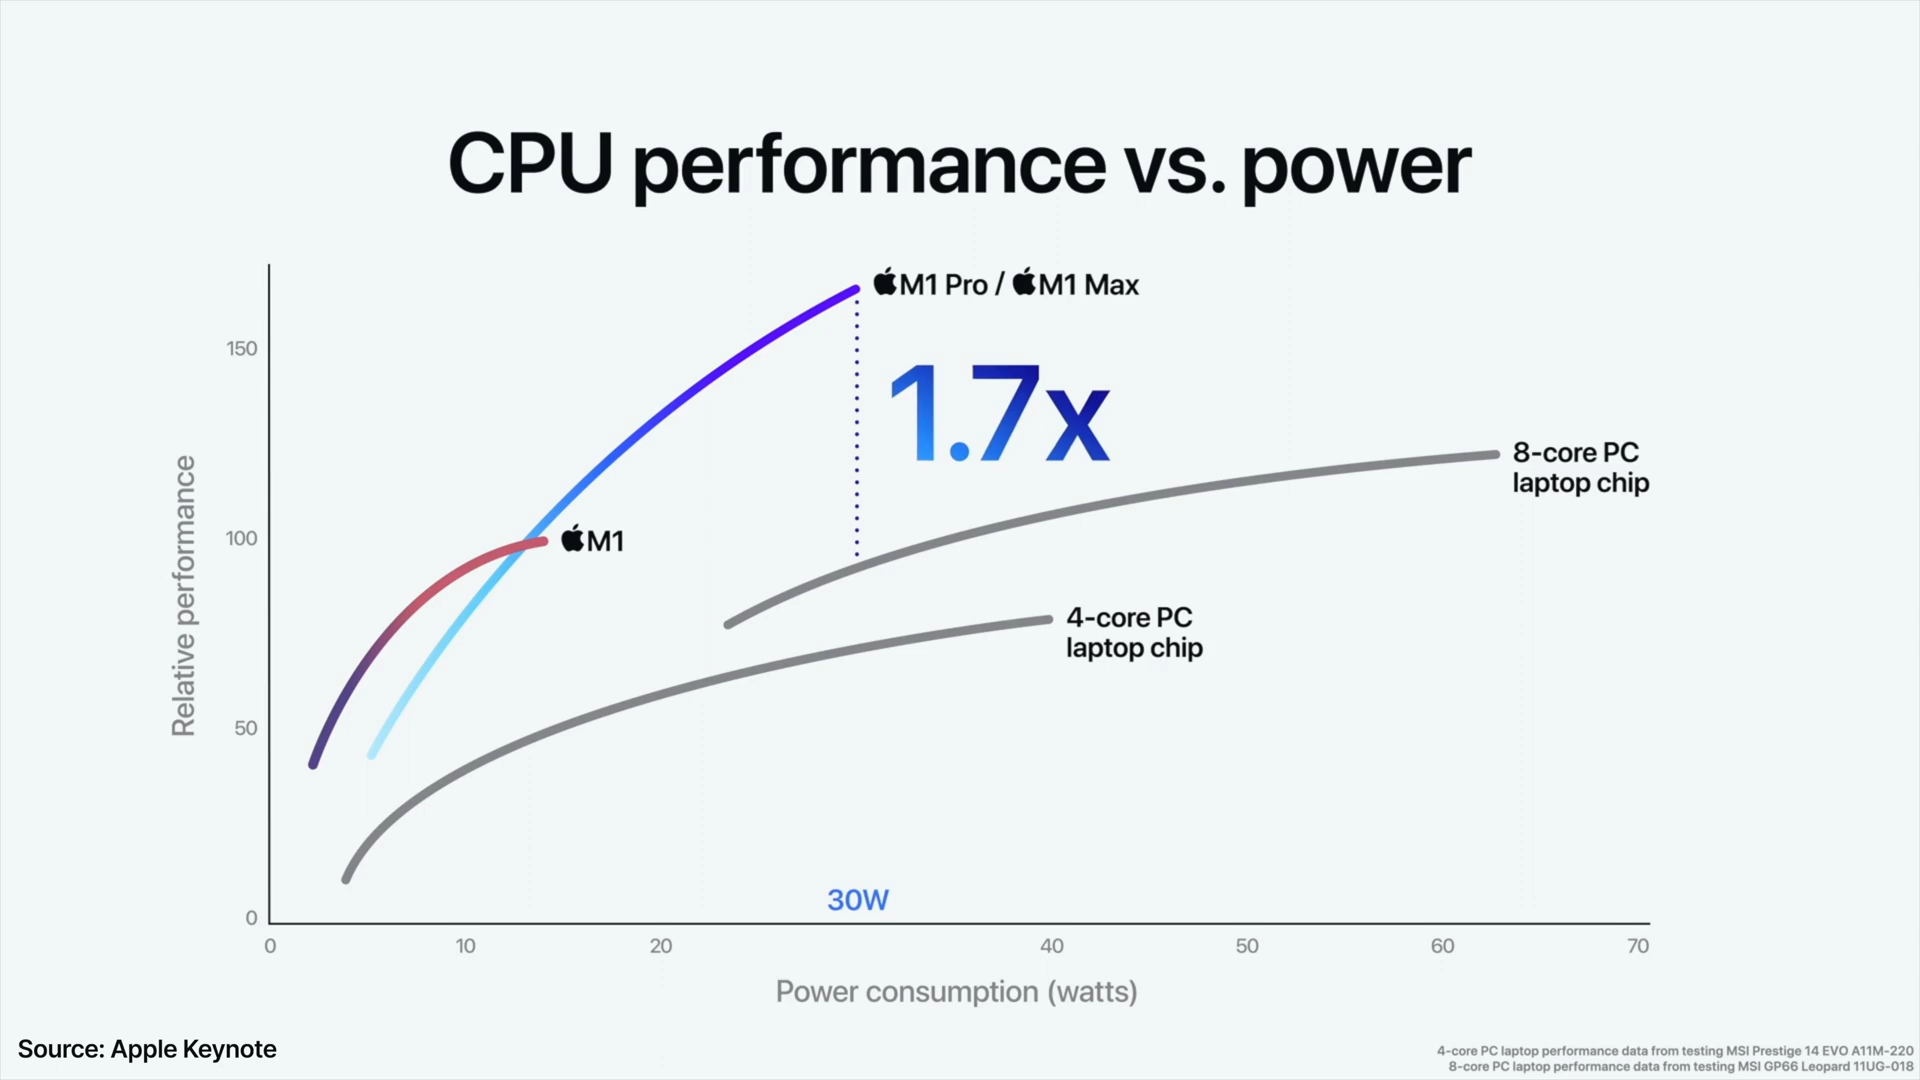 CPU performance vs. power
M1 Pro / M1 Max
150
1.7x
8-core PC
laptop chip
100
M1
Relative performance
4-core PC
laptop chip
50
30W
0
0 10 20 40 50 60 70
Power consumption (watts)
Source: Apple Keynote
4-core PC laptop performance data from testing MSI Prestige 14 EVO A11M-220
8-core PC laptop performance data from testing MSI GP66 Leopard 11UG-018